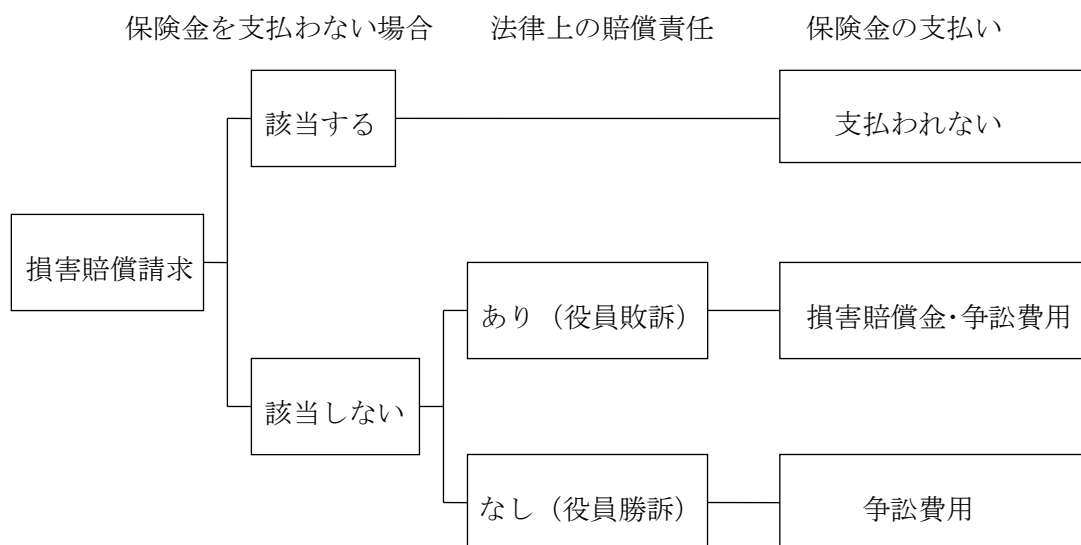 保険金を支払わない場合 法律上の賠償責任 保険金の支払い
該当する 支払われない
損害賠償請求
あり（役員敗訴） 損害賠償金･争訟費用
該当しない
なし（役員勝訴） 争訟費用